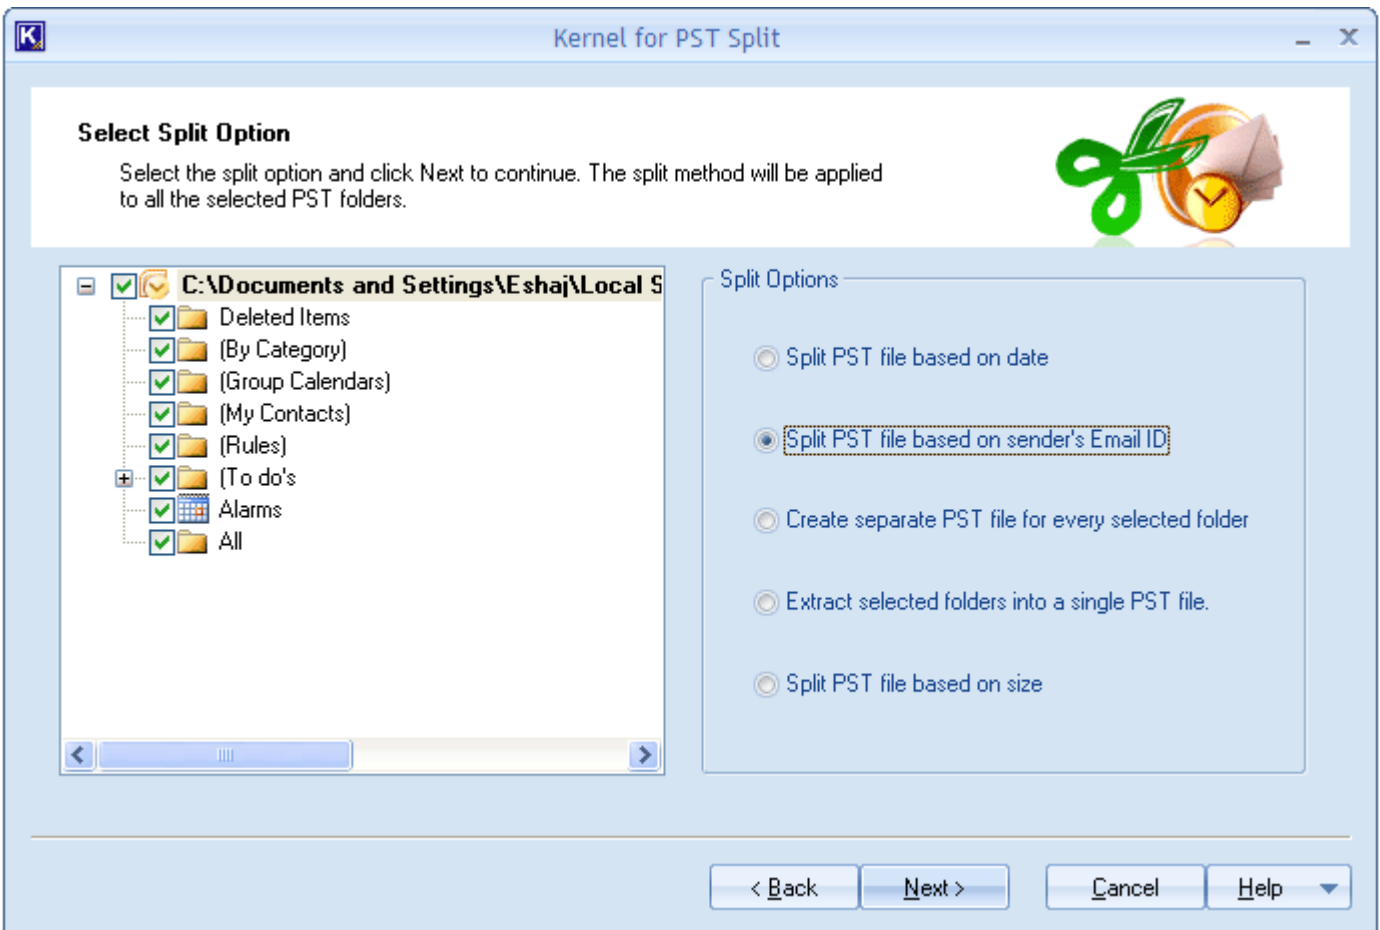 K
Kernel for PST Split
Select Split Option
Select the split option and click Next to continue. The split method will be applied
to all the selected PST folders.
C:\Documents and Settings\Eshaj\Local S
Deleted Items
(By Category)
(Group Calendars)
(My Contacts)
(Rules)
(To do's
Alarms
All
Split Options
Split PST file based on date
Split PST file based on sender's Email ID
Create separate PST file for every selected folder
Extract selected folders into a single PST file.
Split PST file based on size
< Back
Next >
Cancel
Help